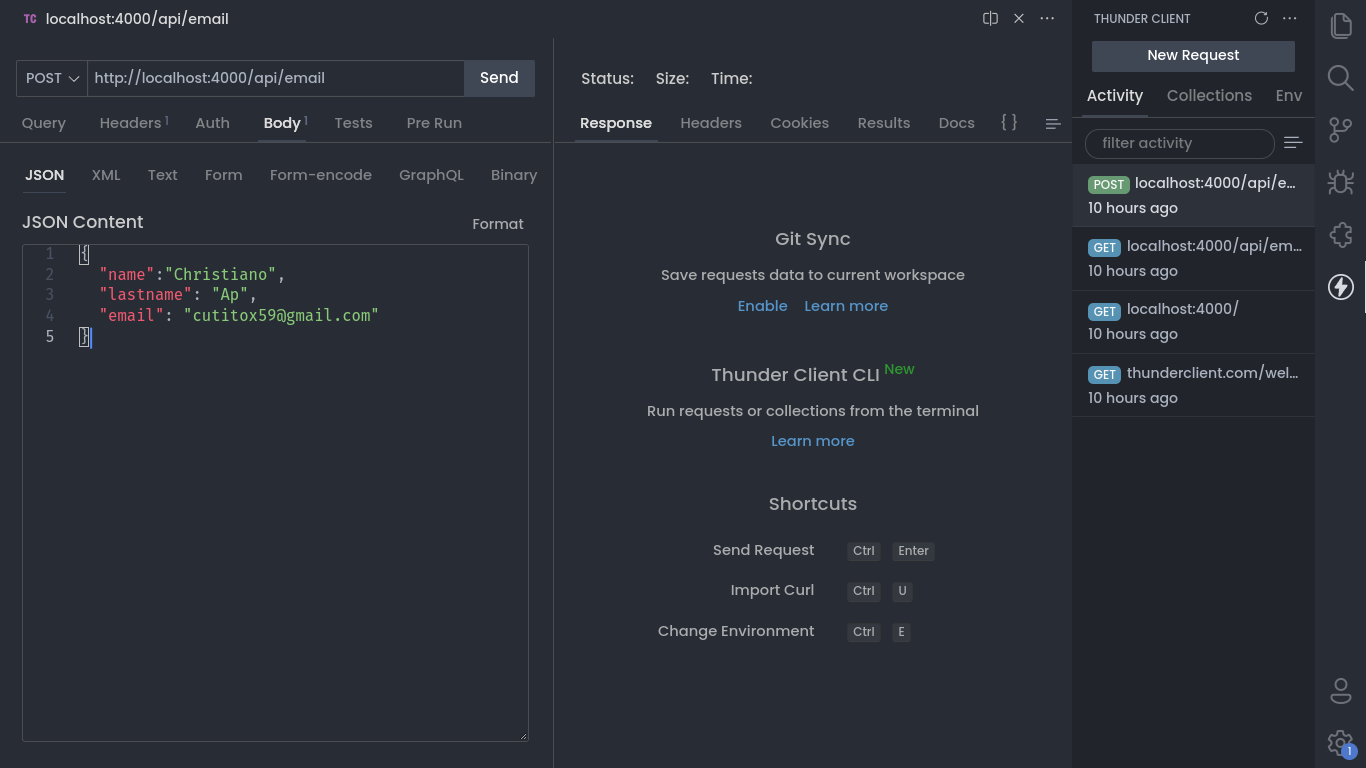 TC localhost:4000/api/email
POST http://localhost:4000/api/email Send
Query Headers 1 Auth Body 1 Tests Pre Run
JSON XML Text Form Form-encode GraphQL Binary
JSON Content Format
1 {
2 "name":"Christiano",
3 "lastname": "Ap",
4 "email": "cutitox59@gmail.com"
5 }
Status: Size: Time:
Response Headers Cookies Results Docs { }
Git Sync
Save requests data to current workspace
Enable Learn more
Thunder Client CLI New
Run requests or collections from the terminal
Learn more
Shortcuts
Send Request Ctrl Enter
Import Curl Ctrl U
Change Environment Ctrl E
THUNDER CLIENT
New Request
Activity Collections Env
filter activity
POST localhost:4000/api/e...
10 hours ago
GET localhost:4000/api/em...
10 hours ago
GET localhost:4000/
10 hours ago
GET thunderclient.com/wel...
10 hours ago
1